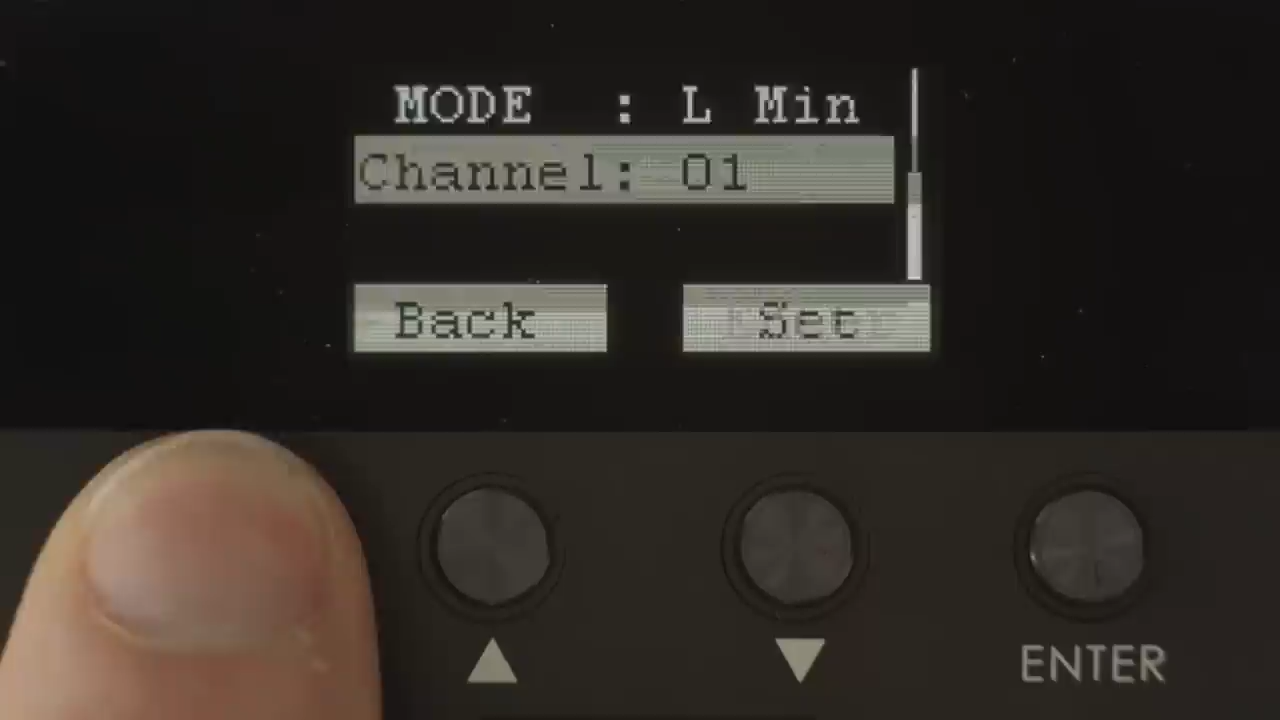 MODE : L Min
Channel: 01
Back Set
▲ ▼ ENTER